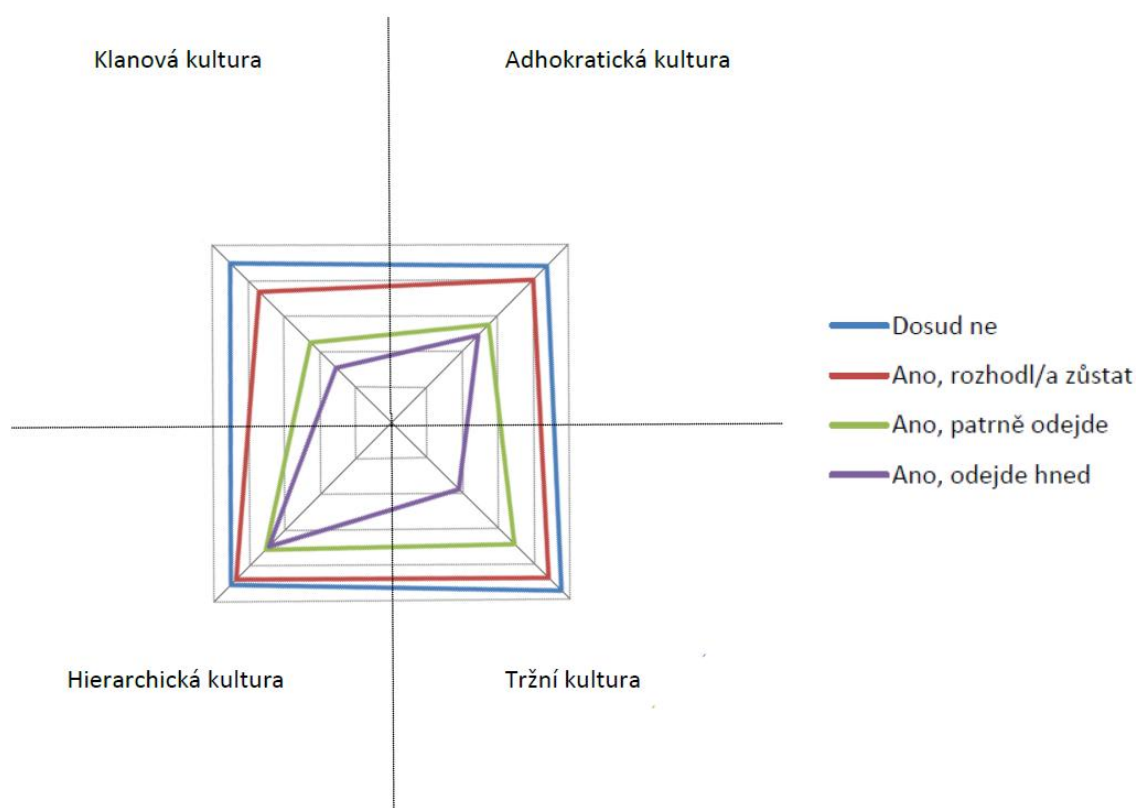 Klanová kultura
Adhokratická kultura
Dosud ne
Ano, rozhodl/a zůstat
Ano, patrně odejde
Ano, odejde hned
Hierarchická kultura
Tržní kultura